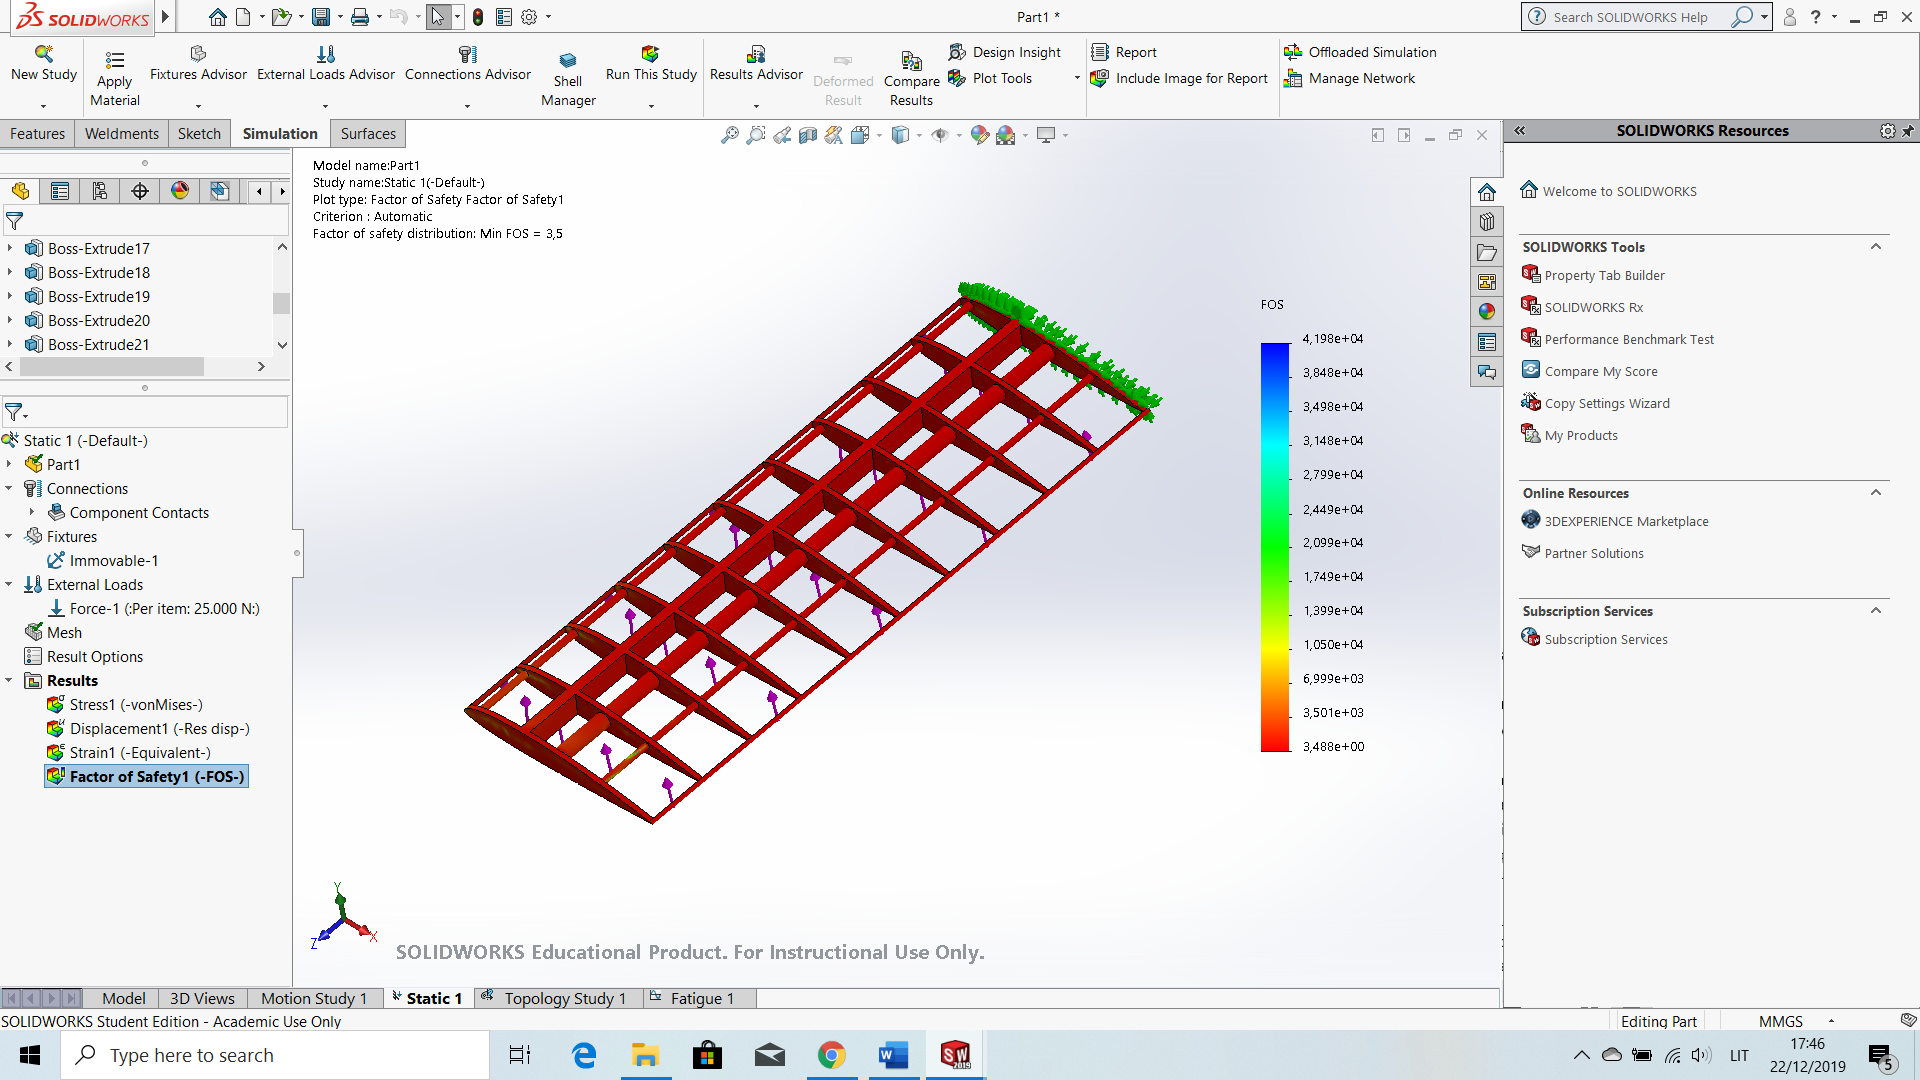 SOLIDWORKS
Part1 *
Search SOLIDWORKS Help
New Study
Apply Material
Fixtures Advisor
External Loads Advisor
Connections Advisor
Shell Manager
Run This Study
Results Advisor
Deformed Result
Compare Results
Design Insight
Plot Tools
Report
Include Image for Report
Offloaded Simulation
Manage Network
Features
Weldments
Sketch
Simulation
Surfaces
Boss-Extrude17
Boss-Extrude18
Boss-Extrude19
Boss-Extrude20
Boss-Extrude21
Static 1 (-Default-)
Part1
Connections
Component Contacts
Fixtures
Immovable-1
External Loads
Force-1 (:Per item: 25.000 N:)
Mesh
Result Options
Results
Stress1 (-vonMises-)
Displacement1 (-Res disp-)
Strain1 (-Equivalent-)
Factor of Safety1 (-FOS-)
Model name:Part1
Study name:Static 1(-Default-)
Plot type: Factor of Safety Factor of Safety1
Criterion : Automatic
Factor of safety distribution: Min FOS = 3,5
FOS
4,198e+04
3,848e+04
3,498e+04
3,148e+04
2,799e+04
2,449e+04
2,099e+04
1,749e+04
1,399e+04
1,050e+04
6,999e+03
3,501e+03
3,488e+00
Y
Z
X
SOLIDWORKS Educational Product. For Instructional Use Only.
SOLIDWORKS Resources
Welcome to SOLIDWORKS
SOLIDWORKS Tools
Property Tab Builder
SOLIDWORKS Rx
Performance Benchmark Test
Compare My Score
Copy Settings Wizard
My Products
Online Resources
3DEXPERIENCE Marketplace
Partner Solutions
Subscription Services
Subscription Services
Model
3D Views
Motion Study 1
Static 1
Topology Study 1
Fatigue 1
SOLIDWORKS Student Edition - Academic Use Only
Editing Part
MMGS
Type here to search
LIT
17:46
22/12/2019
5